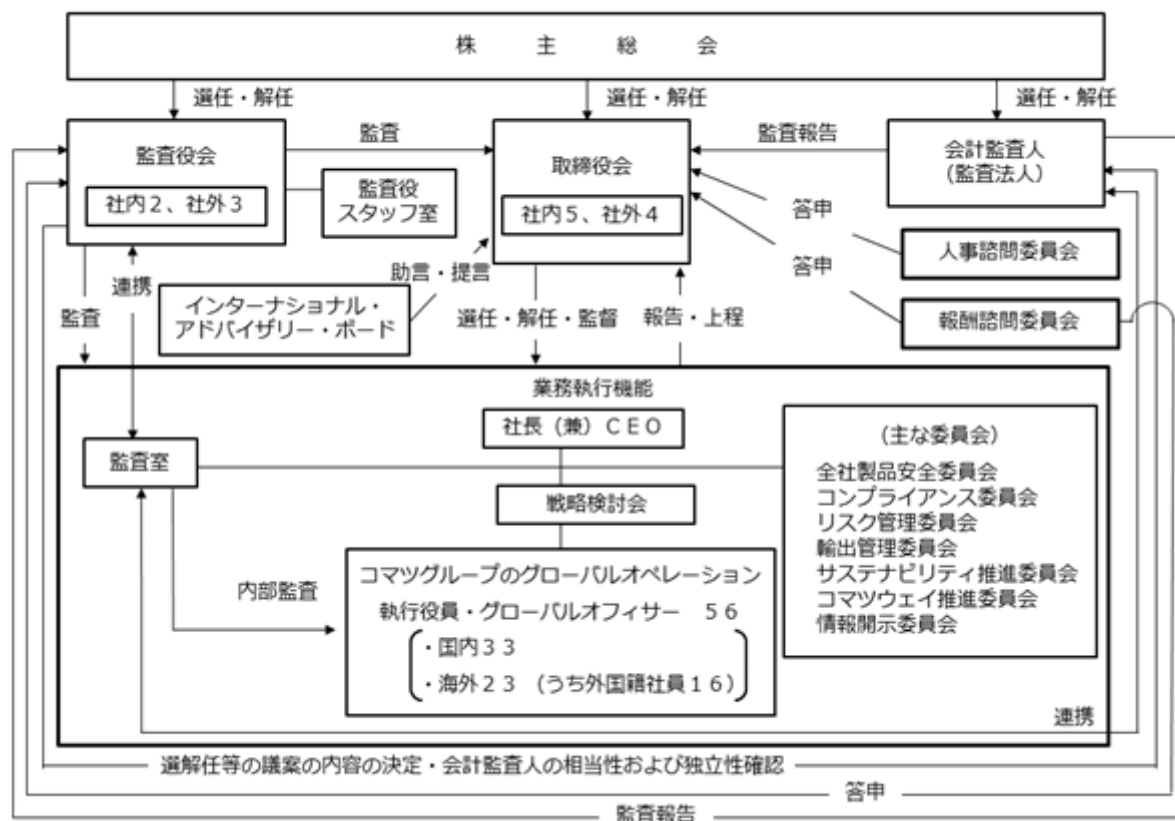 株主総会
選任・解任
選任・解任
選任・解任
監査役会
社内2、社外3
監査
監査役
スタッフ室
取締役会
社内5、社外4
監査報告
会計監査人
(監査法人)
答申
答申
人事諮問委員会
報酬諮問委員会
監査
連携
インターナショナル・
アドバイザリー・ボード
助言・提言
選任・解任・監督
報告・上程
業務執行機能
社長(兼)CEO
監査室
戦略検討会
内部監査
コマツグループのグローバルオペレーション
執行役員・グローバルオフィサー 56
・国内33
・海外23 (うち外国籍社員16)
(主な委員会)
全社製品安全委員会
コンプライアンス委員会
リスク管理委員会
輸出管理委員会
サステナビリティ推進委員会
コマツウェイ推進委員会
情報開示委員会
連携
選解任等の議案の内容の決定・会計監査人の相当性および独立性確認
答申
監査報告